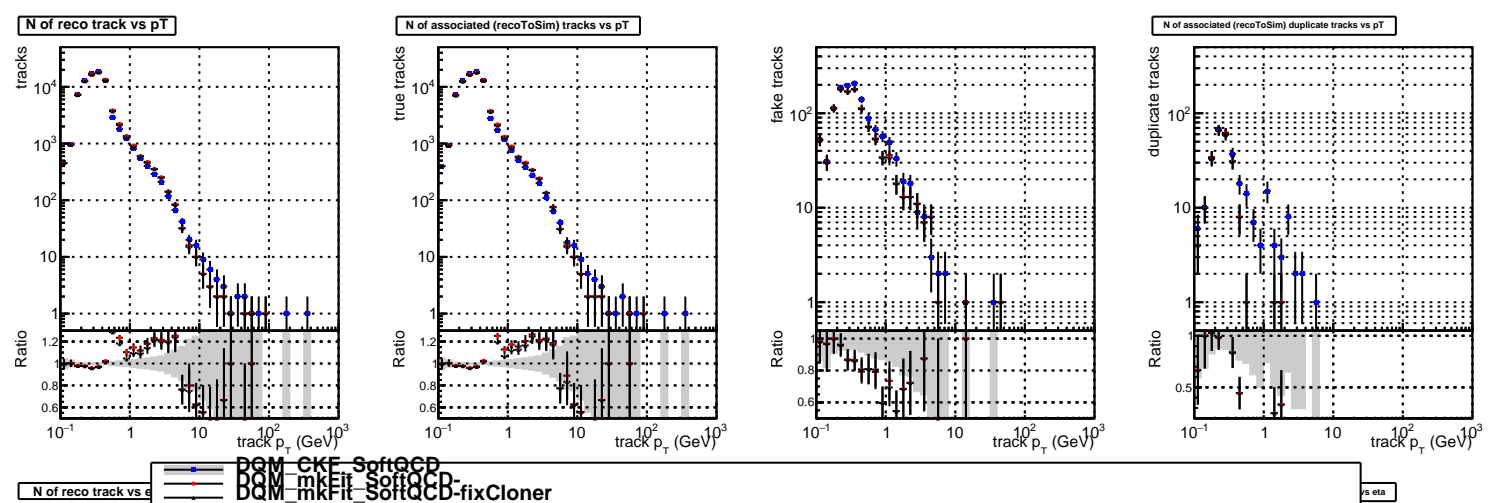 N of reco track vs pT
N of associated (recoToSim) tracks vs pT
N of associated (recoToSim) duplicate tracks vs pT
tracks
10^4
10^3
10^2
10
1
Ratio
1.2
1
0.8
0.6
10^-1 1 10 10^2 10^3
track p_T (GeV)
true tracks
10^4
10^3
10^2
10
1
Ratio
1.2
1
0.8
0.6
10^-1 1 10 10^2 10^3
track p_T (GeV)
fake tracks
10^2
10
1
Ratio
0.8
0.6
10^-1 1 10 10^2 10^3
track p_T (GeV)
duplicate tracks
10^2
10
1
Ratio
1
0.5
10^-1 1 10 10^2 10^3
track p_T (GeV)
DQM_CKF_SoftQCD
DQM_mkFit_SoftQCD-
DQM_mkFit_SoftQCD-fixCloner
N of reco track vs e
vs eta